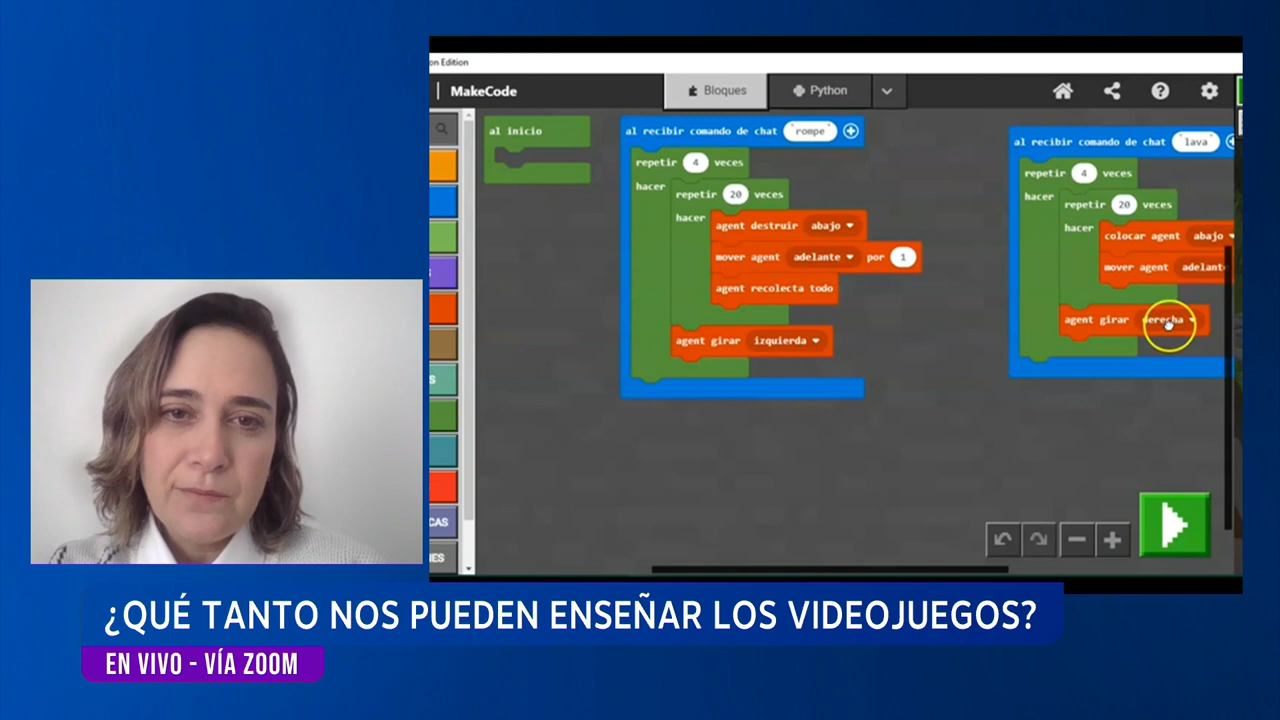 on Edition
MakeCode
Bloques
Python
al inicio
al recibir comando de chat "rompe"
repetir 4 veces
hacer
repetir 20 veces
hacer
agent destruir abajo
mover agent adelante por 1
agent recolecta todo
agent girar izquierda
al recibir comando de chat "lava"
repetir 4 veces
hacer
repetir 20 veces
hacer
colocar agent abajo
mover agent adelant
agent girar derecha
S
CAS
NES
¿QUÉ TANTO NOS PUEDEN ENSEÑAR LOS VIDEOJUEGOS?
EN VIVO - VÍA ZOOM